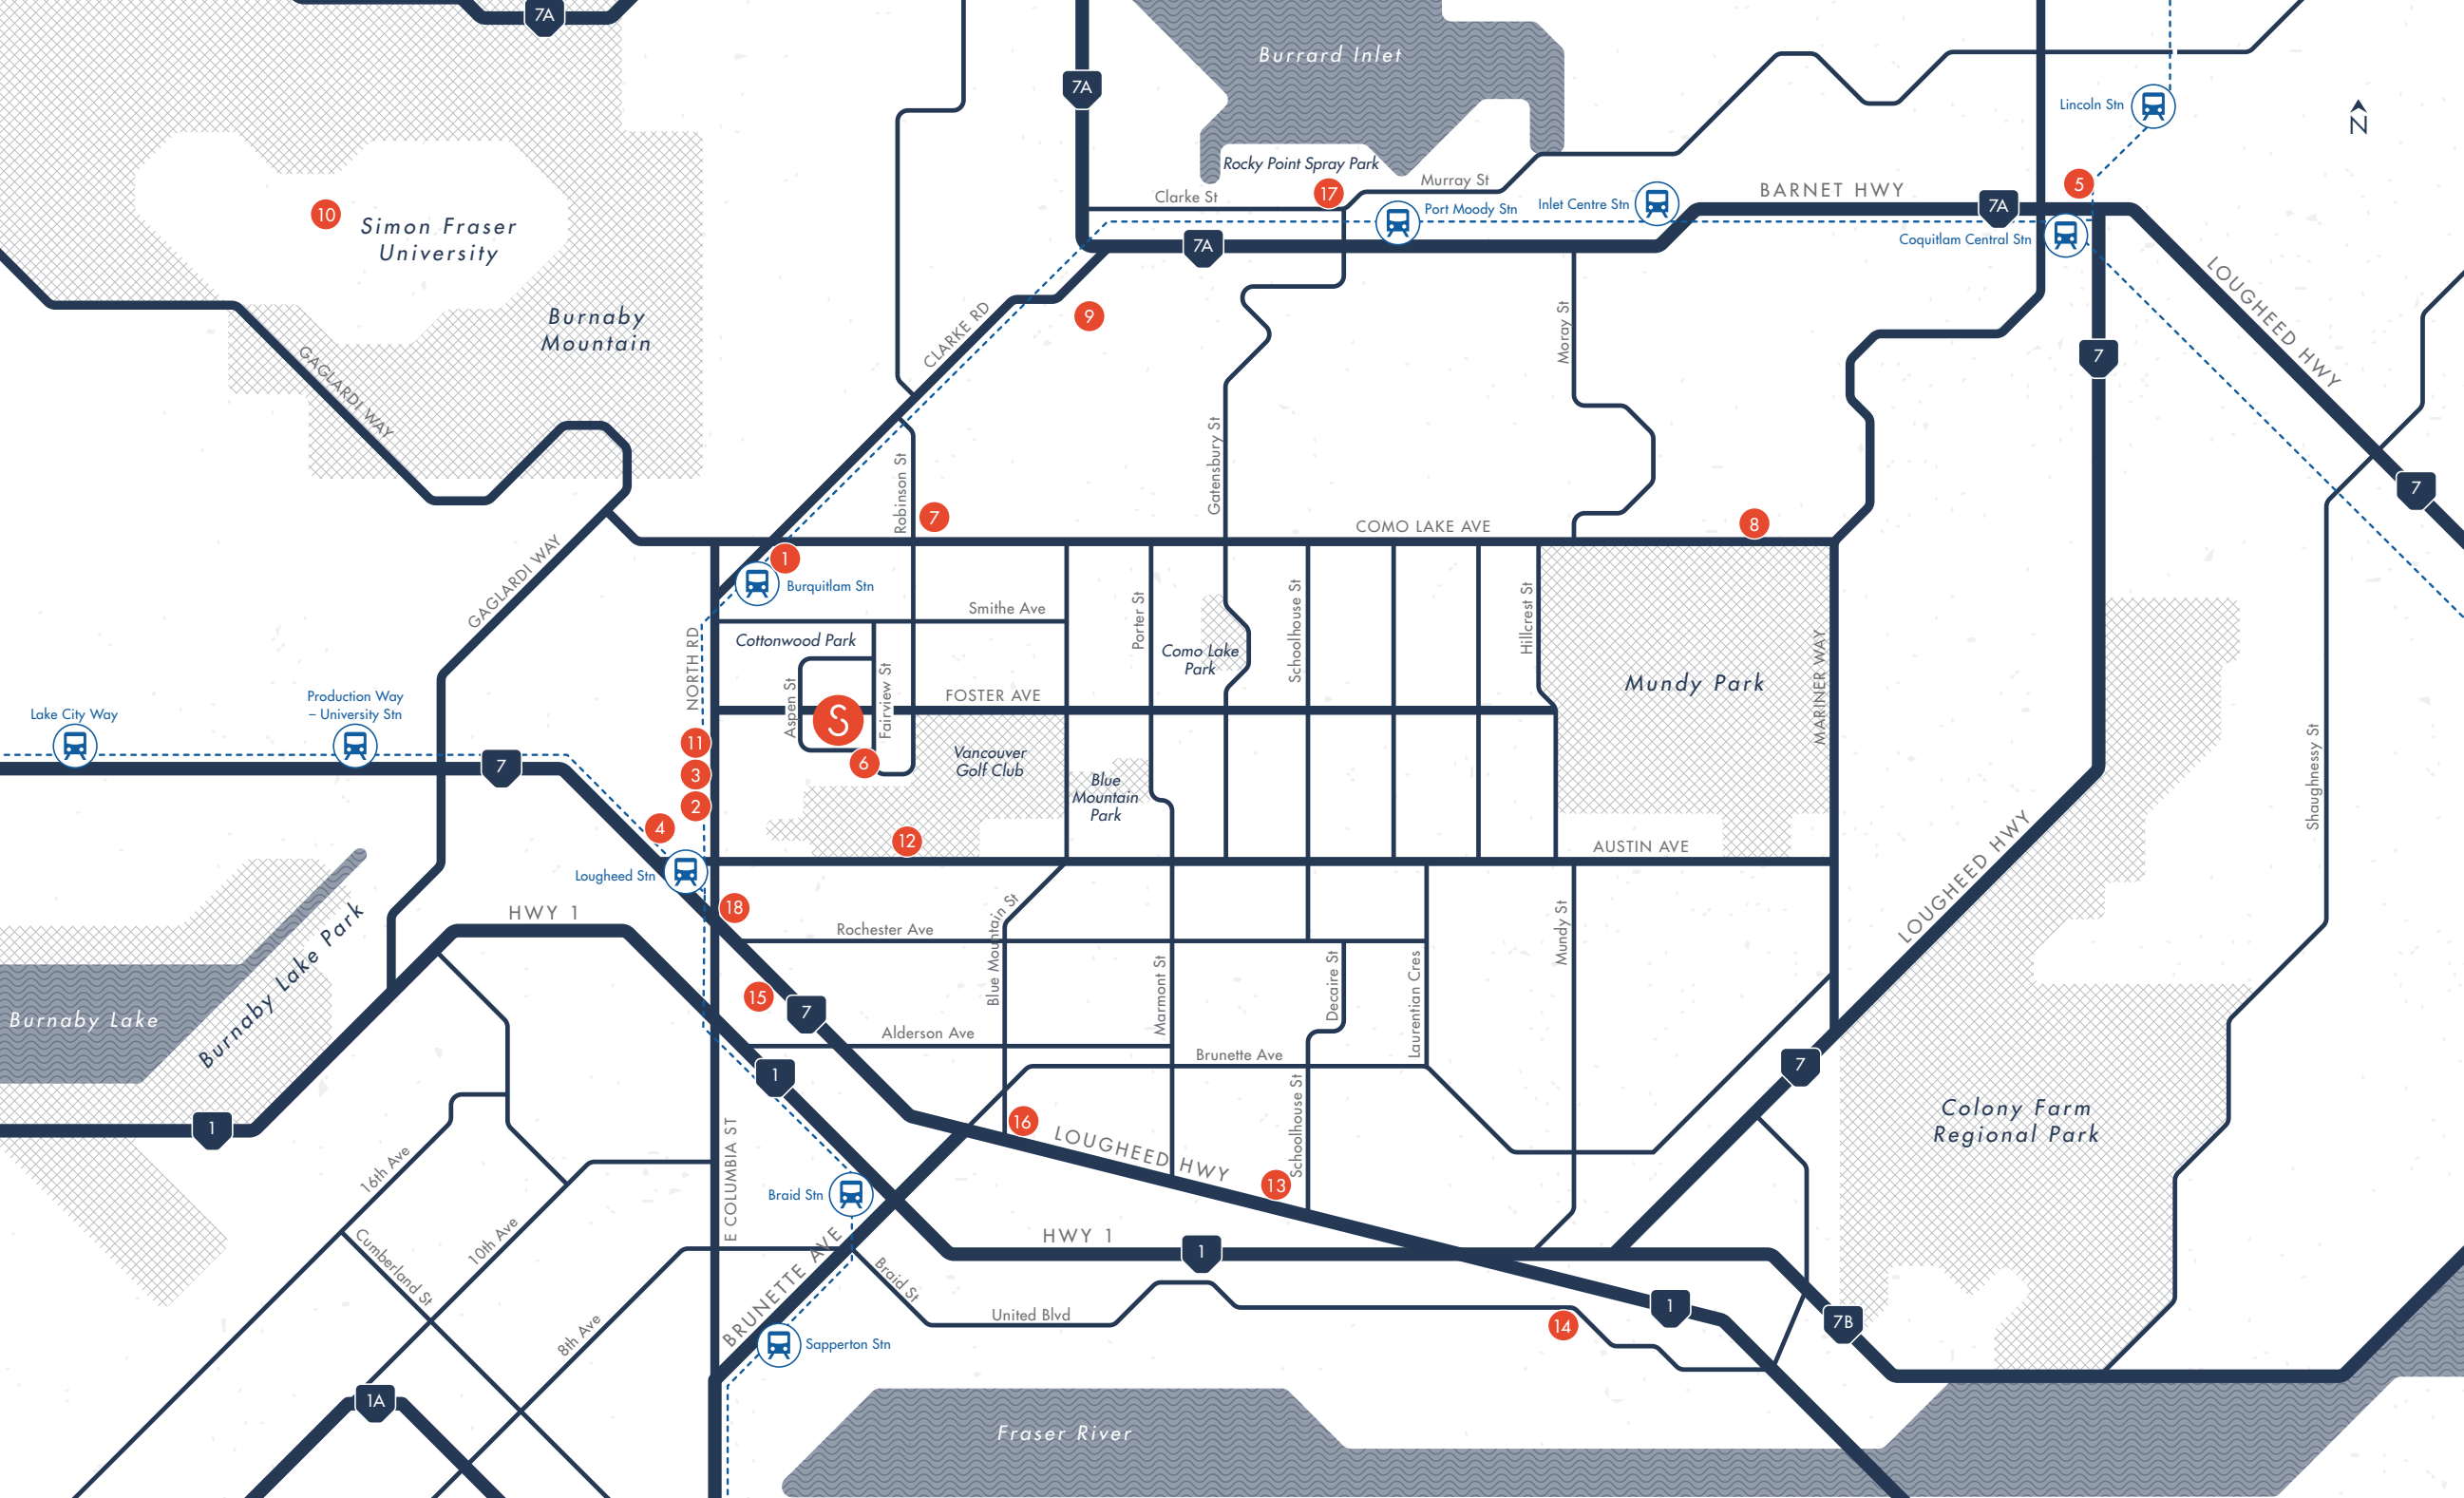 7A
Burrard Inlet
7A
Lincoln Stn
N
Rocky Point Spray Park
Murray St
17
Clarke St
Port Moody Stn
Inlet Centre Stn
BARNET HWY
7A
5
Coquitlam Central Stn
10
Simon Fraser
University
7A
LOUGHEED HWY
Burnaby
Mountain
9
CLARKE RD
Moray St
7
GAGLARDI WAY
Gatensbury St
Robinson St
7
COMO LAKE AVE
8
7
GAGLARDI WAY
1
Burquitlam Stn
Smithe Ave
Porter St
Schoolhouse St
Hillcrest St
NORTH RD
Cottonwood Park
Como Lake
Park
Mundy Park
MARINER WAY
Aspen St
S
Fairview St
FOSTER AVE
Lake City Way
Production Way
– University Stn
11
3
2
6
Vancouver
Golf Club
Blue
Mountain
Park
Shaughnessy St
7
4
12
AUSTIN AVE
Lougheed Stn
LOUGHEED HWY
HWY 1
18
Rochester Ave
Blue Mountain St
Marmont St
Decaire St
Laurentian Cres
Mundy St
Burnaby Lake
Burnaby Lake Park
15
7
Alderson Ave
Brunette Ave
7
1
1
16
LOUGHEED HWY
Schoolhouse St
Colony Farm
Regional Park
16th Ave
E COLUMBIA ST
Braid Stn
13
Cumberland St
10th Ave
BRUNETTE AVE
Braid St
HWY 1
1
8th Ave
United Blvd
14
1
7B
Sapperton Stn
1A
Fraser River